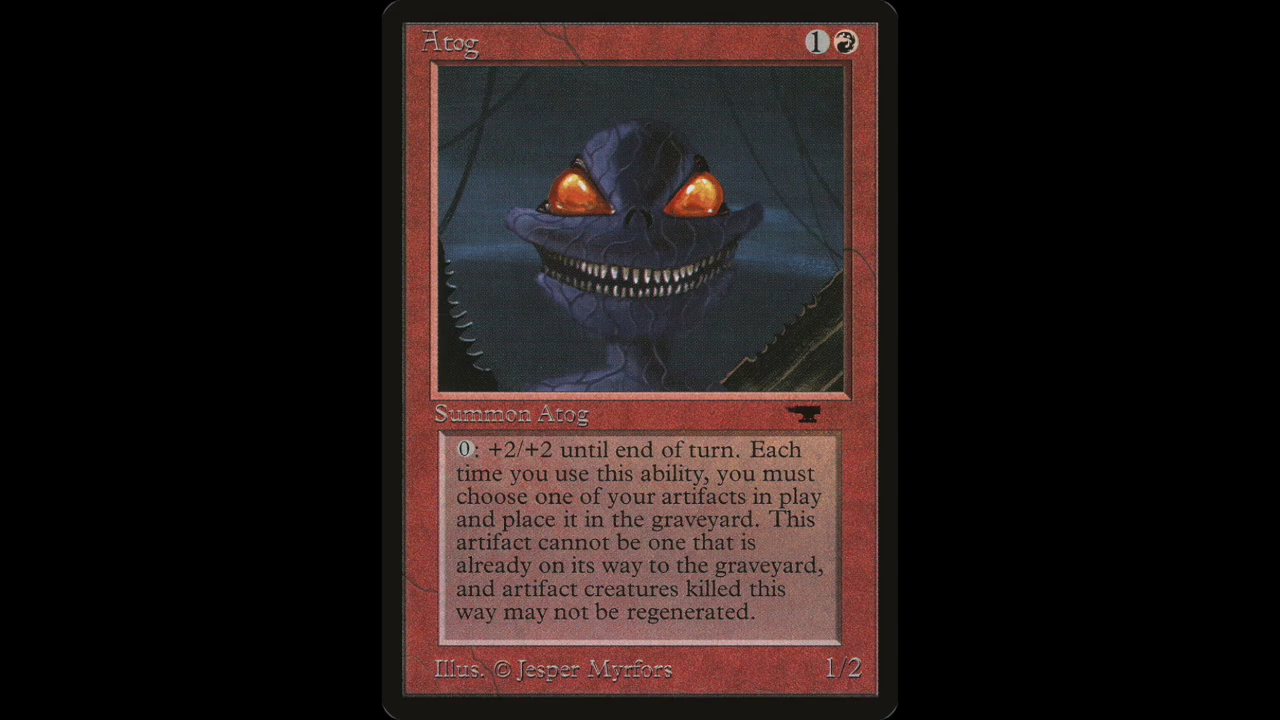 Atog 1
Summon Atog
0: +2/+2 until end of turn. Each
time you use this ability, you must
choose one of your artifacts in play
and place it in the graveyard. This
artifact cannot be one that is
already on its way to the graveyard,
and artifact creatures killed this
way may not be regenerated.
Illus. © Jesper Myrfors 1/2